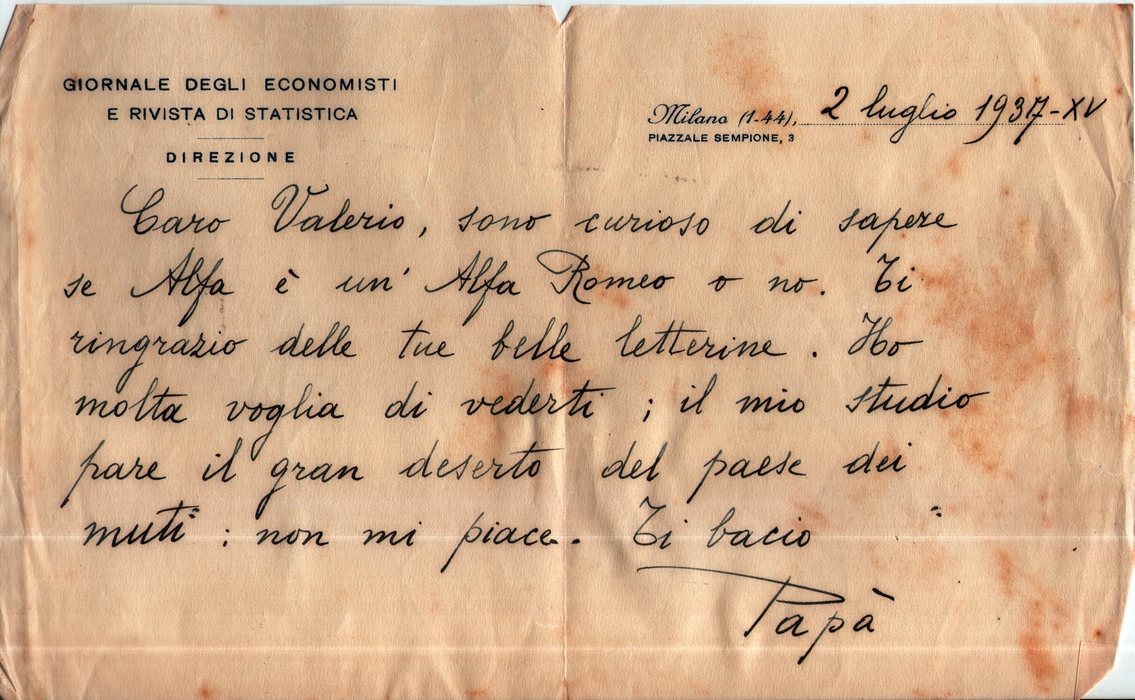 GIORNALE DEGLI ECONOMISTI
E RIVISTA DI STATISTICA
DIREZIONE
Milano (1-44), 2 luglio 1937-XV
PIAZZALE SEMPIONE, 3
Caro Valerio, sono curioso di sapere
se Alfa è un' Alfa Romeo o no. Ti
ringrazio delle tue belle letterine. Ho
molta voglia di vederti; il mio studio
pare il gran deserto del paese dei
muti: non mi piace. Ti bacio
Papà